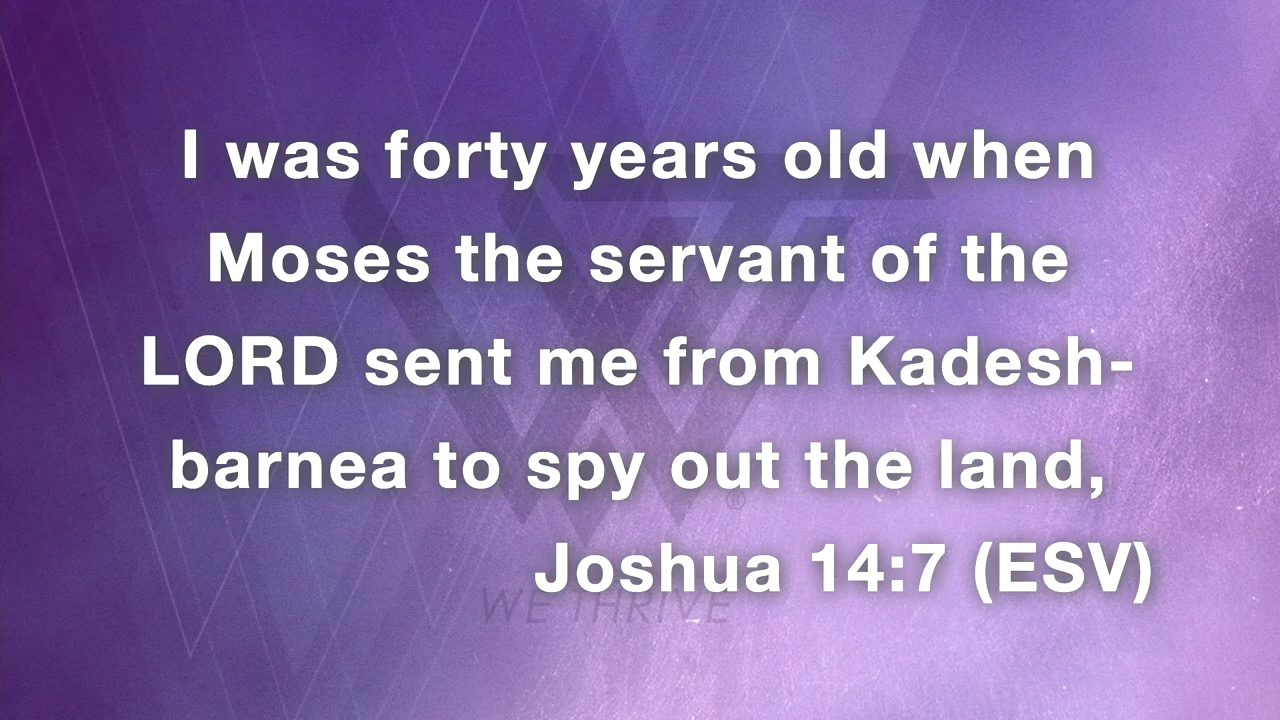 I was forty years old when
Moses the servant of the
LORD sent me from Kadesh-
barnea to spy out the land,
®
Joshua 14:7 (ESV)
WE THRIVE